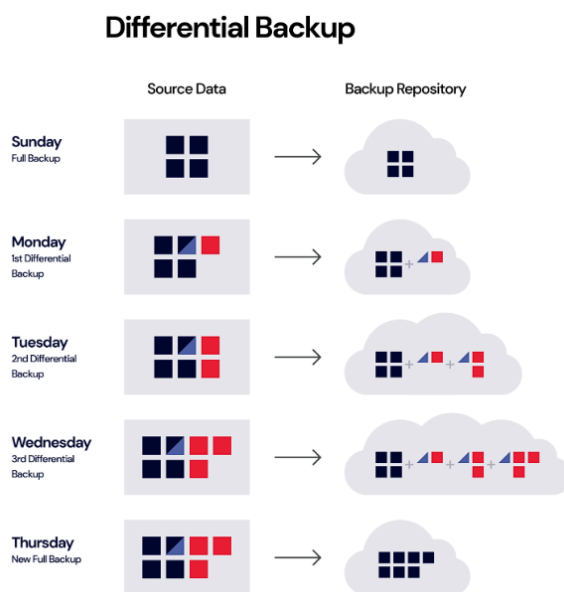 Differential Backup
Source Data
Backup Repository
Sunday
Full Backup
Monday
1st Differential
Backup
+
Tuesday
2nd Differential
Backup
+ +
Wednesday
3rd Differential
Backup
+ + +
Thursday
New Full Backup